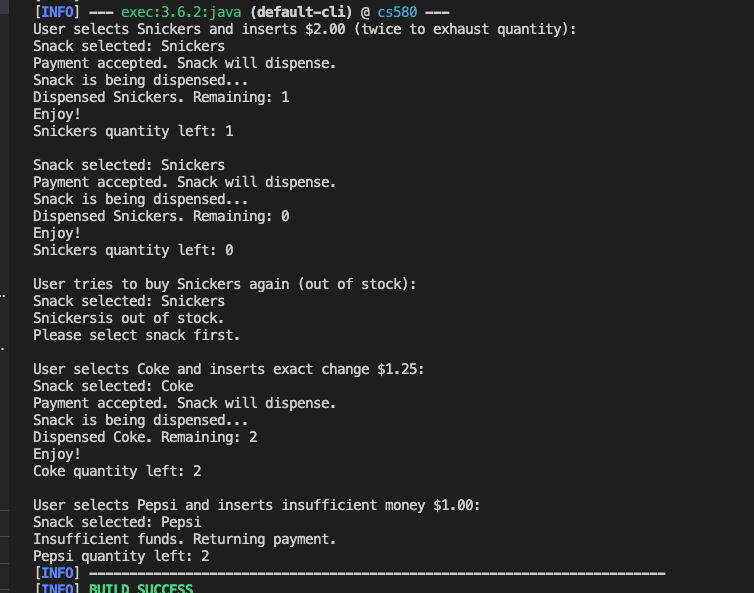 [INFO] --- exec:3.6.2:java (default-cli) @ cs580 ---
User selects Snickers and inserts $2.00 (twice to exhaust quantity):
Snack selected: Snickers
Payment accepted. Snack will dispense.
Snack is being dispensed...
Dispensed Snickers. Remaining: 1
Enjoy!
Snickers quantity left: 1
Snack selected: Snickers
Payment accepted. Snack will dispense.
Snack is being dispensed...
Dispensed Snickers. Remaining: 0
Enjoy!
Snickers quantity left: 0
User tries to buy Snickers again (out of stock):
Snack selected: Snickers
Snickersis out of stock.
Please select snack first.
User selects Coke and inserts exact change $1.25:
Snack selected: Coke
Payment accepted. Snack will dispense.
Snack is being dispensed...
Dispensed Coke. Remaining: 2
Enjoy!
Coke quantity left: 2
User selects Pepsi and inserts insufficient money $1.00:
Snack selected: Pepsi
Insufficient funds. Returning payment.
Pepsi quantity left: 2
[INFO] ------------------------------------------------------------------------
[INFO] BUILD SUCCESS